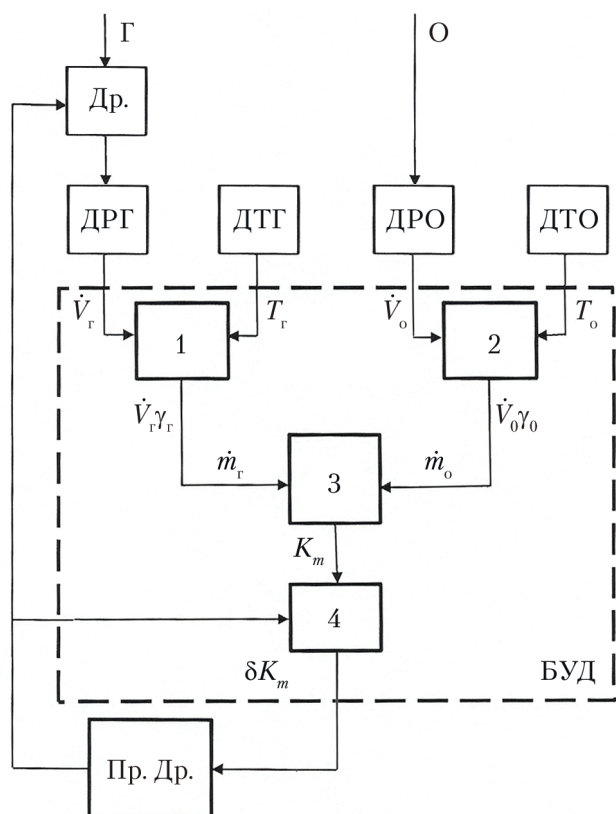 Г О
Др.
ДРГ ДТГ ДРО ДТО
V̇г Tг V̇о Tо
1 2
V̇гγг V̇0γ0
ṁг 3 ṁо
Km
4
δKm БУД
Пр. Др.